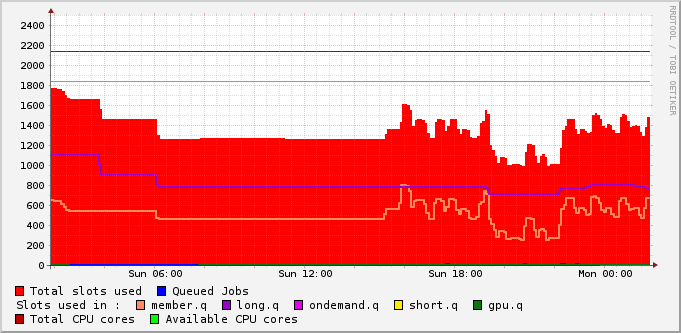 RRDTOOL / TOBI OETIKER
2400
2200
2000
1800
1600
1400
1200
1000
800
600
400
200
0
Sun 06:00 Sun 12:00 Sun 18:00 Mon 00:00
Total slots used Queued Jobs
Slots used in : member.q long.q ondemand.q short.q gpu.q
Total CPU cores Available CPU cores